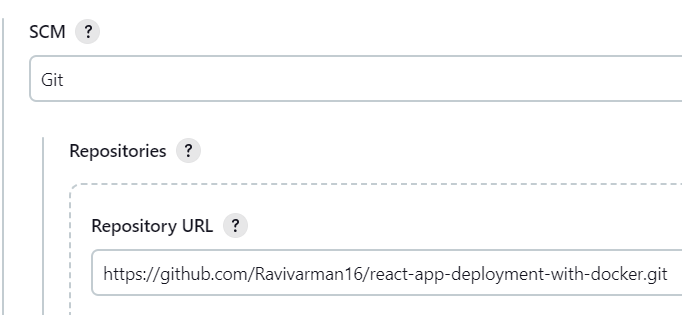 SCM ?
Git
Repositories ?
Repository URL ?
https://github.com/Ravivarman16/react-app-deployment-with-docker.git